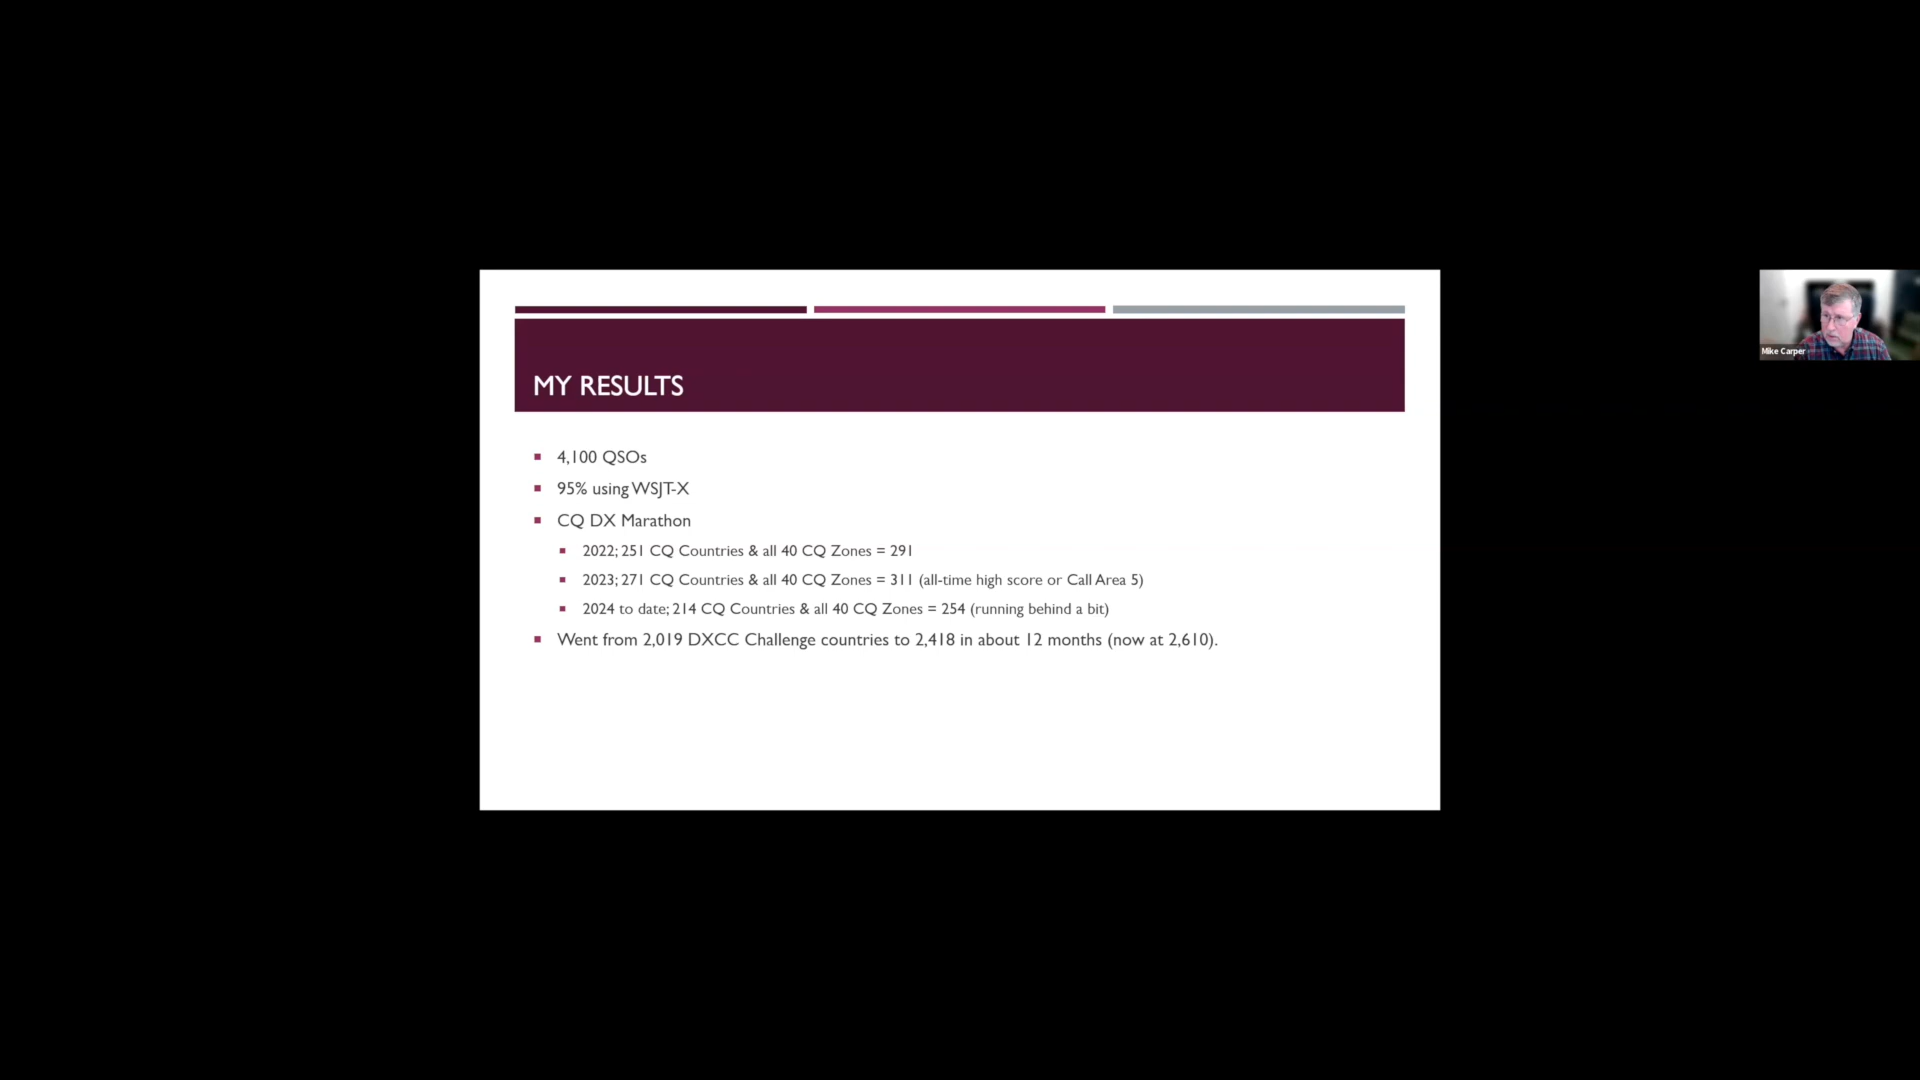 MY RESULTS
4,100 QSOs
95% using WSJT-X
CQ DX Marathon
2022; 251 CQ Countries & all 40 CQ Zones = 291
2023; 271 CQ Countries & all 40 CQ Zones = 311 (all-time high score or Call Area 5)
2024 to date; 214 CQ Countries & all 40 CQ Zones = 254 (running behind a bit)
Went from 2,019 DXCC Challenge countries to 2,418 in about 12 months (now at 2,610).
Mike Carper